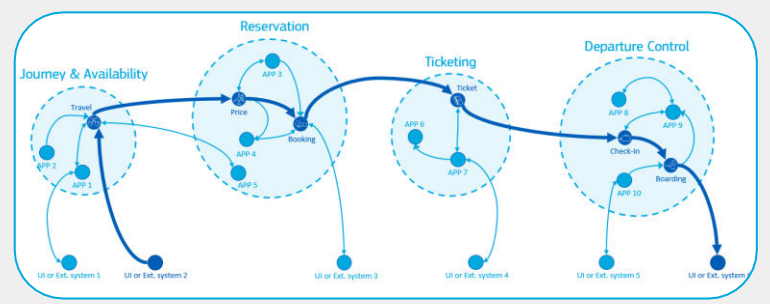 Reservation
Journey & Availability
Ticketing
Departure Control
APP 3
Travel
Price
Ticket
APP 8
APP 9
Booking
APP 6
APP 2
APP 1
APP 4
APP 5
APP 7
Check-In
Boarding
APP 10
UI or Ext. system 1
UI or Ext. system 2
UI or Ext. system 3
UI or Ext. system 4
UI or Ext. system 5
UI or Ext. system 6